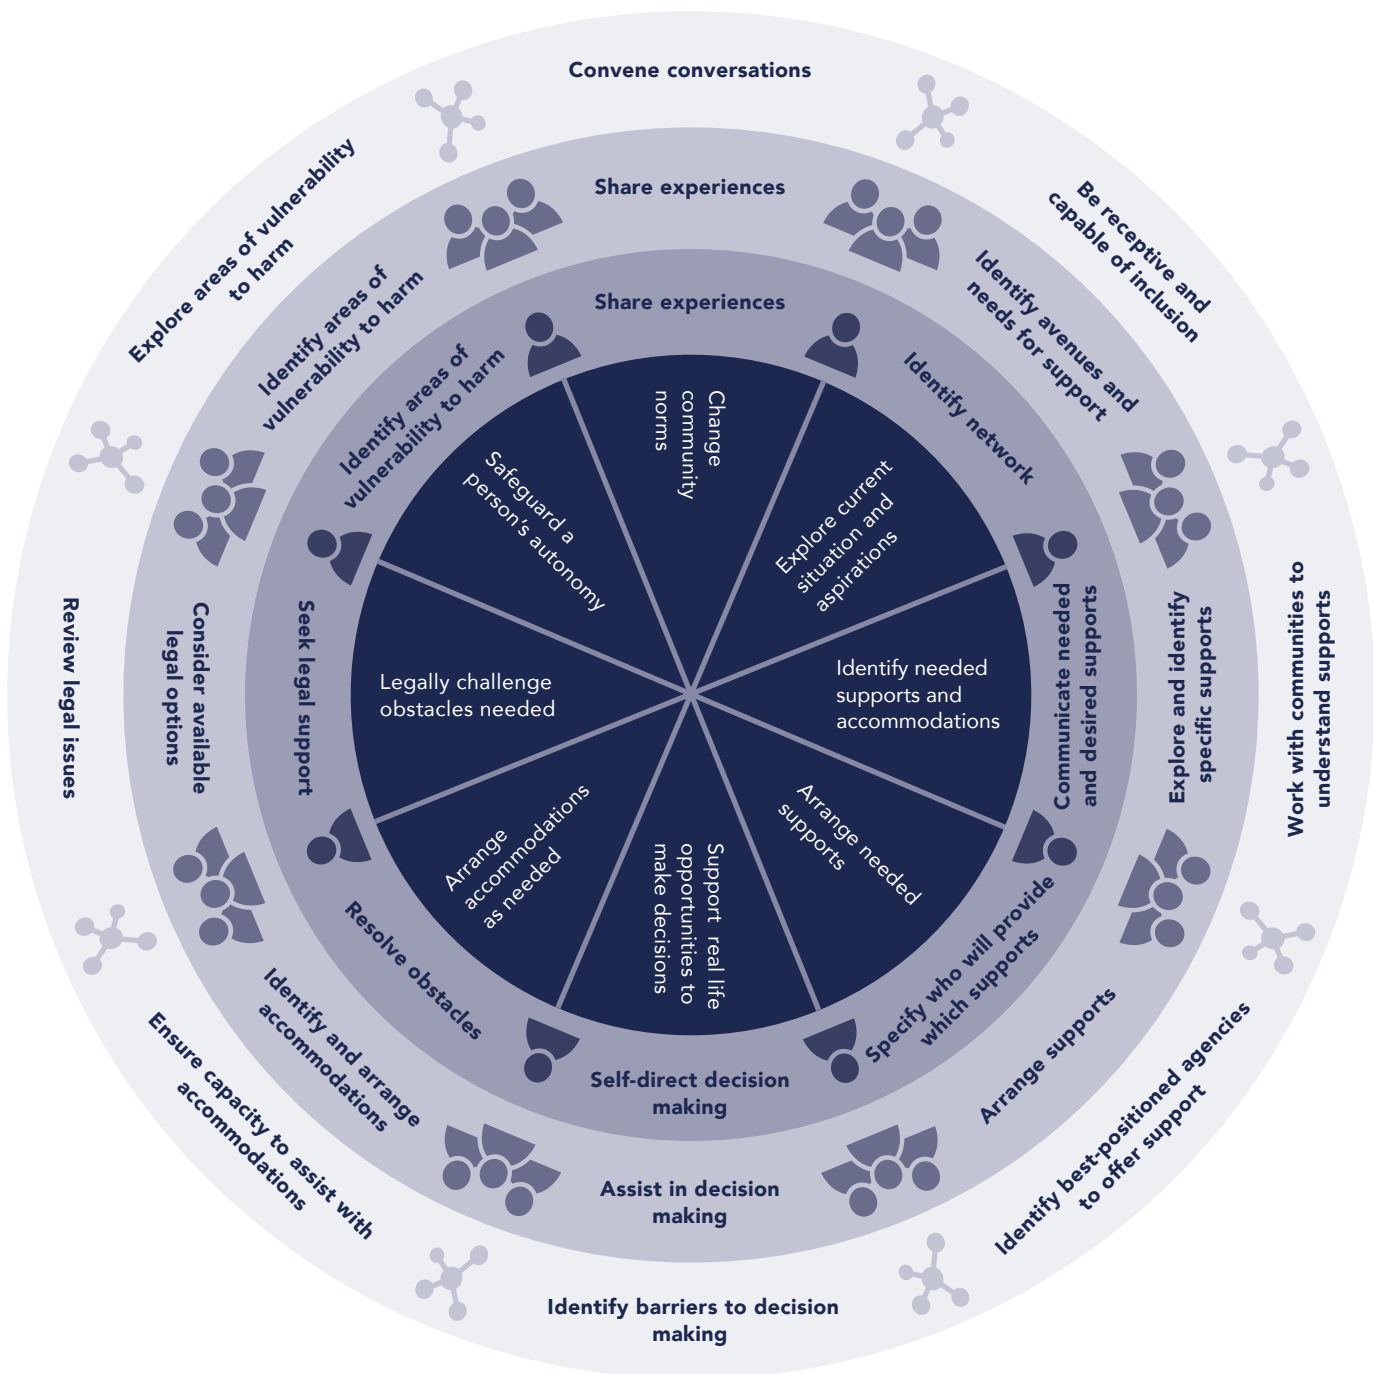 Convene conversations
Be receptive and
capable of inclusion
Work with communities to
understand supports
Identify best-positioned agencies
to offer support
Identify barriers to decision
making
Ensure capacity to assist with
accommodations
Review legal issues
Explore areas of vulnerability
to harm
Share experiences
Identify avenues and
needs for support
Explore and identify
specific supports
Arrange supports
Assist in decision
making
Identify and arrange
accommodations
Consider available
legal options
Identify areas of
vulnerability to harm
Share experiences
Identify network
Communicate needed
and desired supports
Specify who will provide
which supports
Self-direct decision
making
Resolve obstacles
Seek legal support
Identify areas of
vulnerability to harm
Change
community
norms
Explore current
situation and
aspirations
Identify needed
supports and
accommodations
Arrange needed
supports
Support real life
opportunities to
make decisions
Arrange
accommodations
as needed
Legally challenge
obstacles needed
Safeguard a
person's autonomy